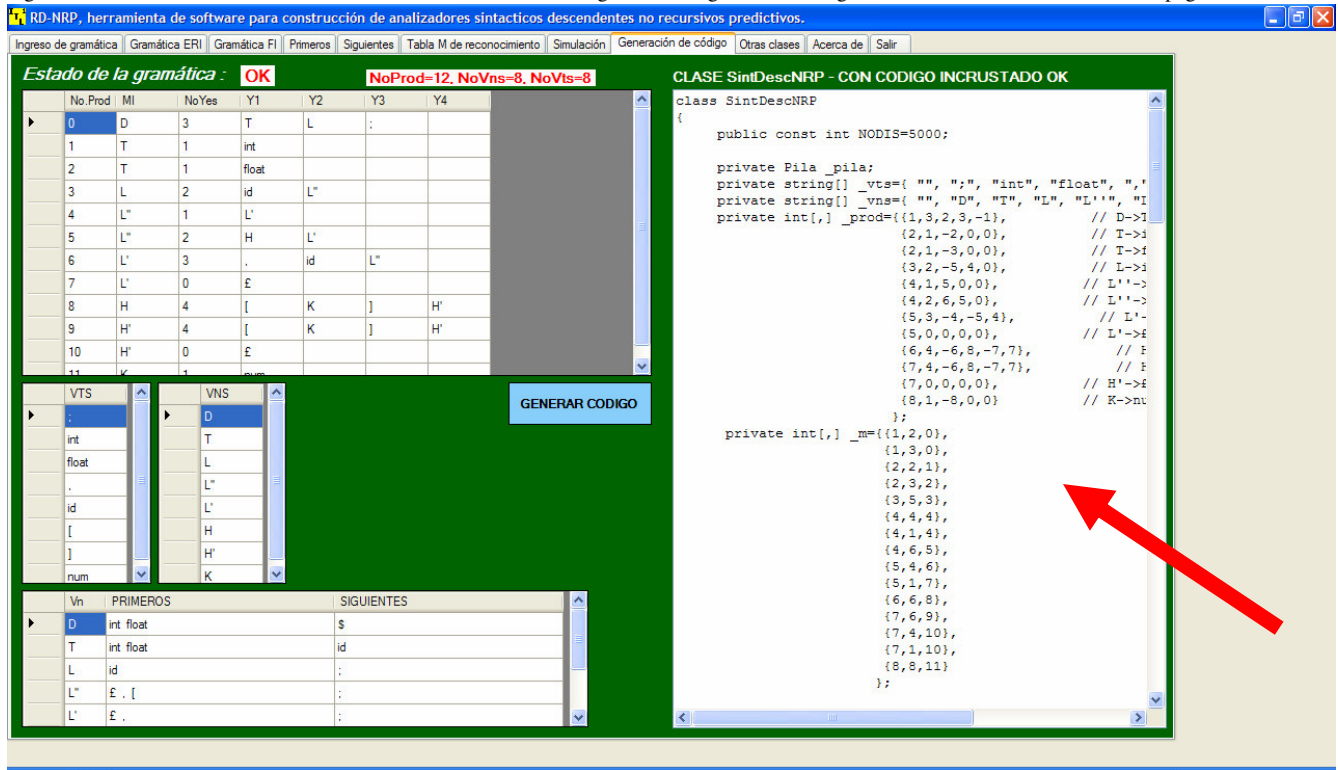 RD-NRP, herramienta de software para construcción de analizadores sintacticos descendentes no recursivos predictivos.
Ingreso de gramática Gramática ERI Gramática FI Primeros Siguientes Tabla M de reconocimiento Simulación Generación de código Otras clases Acerca de Salir
Estado de la gramática : OK NoProd=12, NoVns=8, NoVts=8
No.Prod MI NoYes Y1 Y2 Y3 Y4
0 D 3 T L ;
1 T 1 int
2 T 1 float
3 L 2 id L''
4 L'' 1 L'
5 L'' 2 H L'
6 L' 3 , id L''
7 L' 0 £
8 H 4 [ K ] H'
9 H' 4 [ K ] H'
10 H' 0 £
11 K 1 num
VTS
;
int
float
,
id
[
]
num
VNS
D
T
L
L''
L'
H
H'
K
GENERAR CODIGO
Vn PRIMEROS SIGUIENTES
D int float $
T int float id
L id ;
L'' £ , [ ;
L' £ , ;
CLASE SintDescNRP - CON CODIGO INCRUSTADO OK
class SintDescNRP
{
public const int NODIS=5000;
private Pila _pila;
private string[] _vts={ "", ";", "int", "float", ",'
private string[] _vns={ "", "D", "T", "L", "L''", "I
private int[,] _prod={{1,3,2,3,-1}, // D->T
{2,1,-2,0,0}, // T->i
{2,1,-3,0,0}, // T->f
{3,2,-5,4,0}, // L->i
{4,1,5,0,0}, // L''->
{4,2,6,5,0}, // L''->
{5,3,-4,-5,4}, // L'-
{5,0,0,0,0}, // L'->£
{6,4,-6,8,-7,7}, // H
{7,4,-6,8,-7,7}, // H
{7,0,0,0,0}, // H'->£
{8,1,-8,0,0} // K->nu
};
private int[,] _m={{1,2,0},
{1,3,0},
{2,2,1},
{2,3,2},
{3,5,3},
{4,4,4},
{4,1,4},
{4,6,5},
{5,4,6},
{5,1,7},
{6,6,8},
{7,6,9},
{7,4,10},
{7,1,10},
{8,8,11}
};